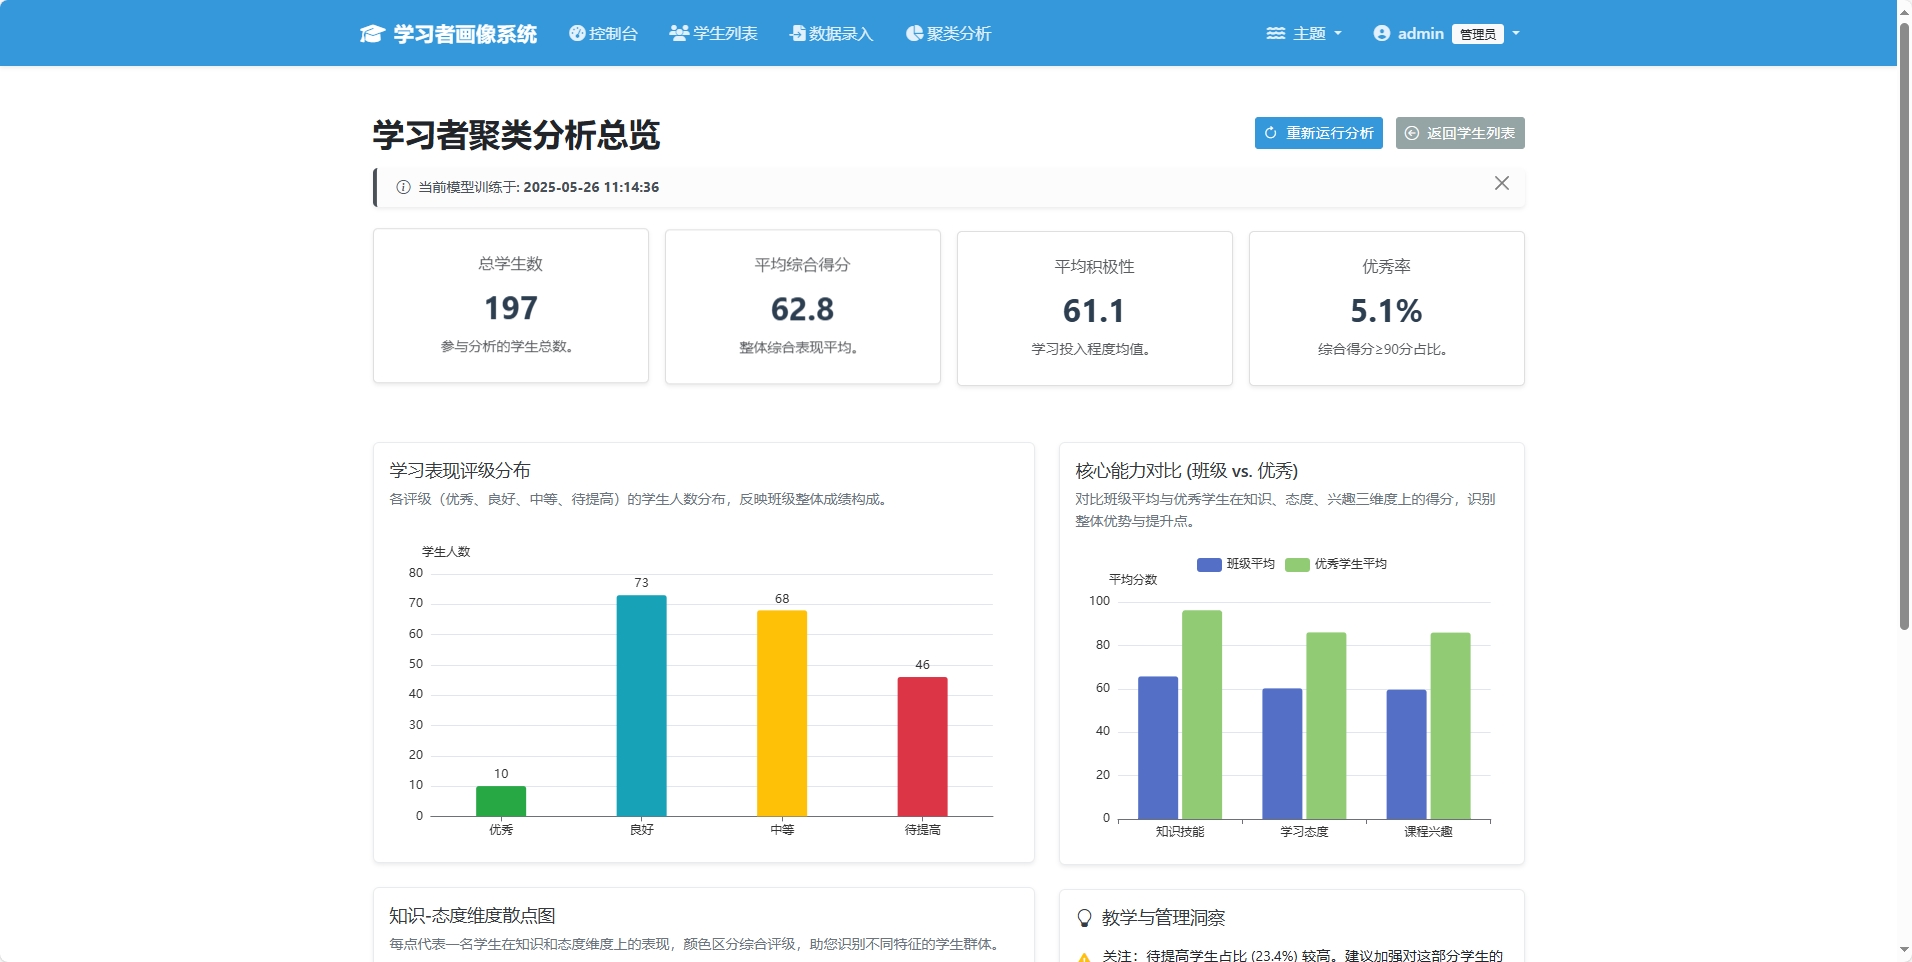 学习者画像系统 控制台 学生列表 数据录入 聚类分析 主题 admin 管理员
学习者聚类分析总览
重新运行分析 返回学生列表
当前模型训练于: 2025-05-26 11:14:36
总学生数
197
参与分析的学生总数。
平均综合得分
62.8
整体综合表现平均。
平均积极性
61.1
学习投入程度均值。
优秀率
5.1%
综合得分≥90分占比。
学习表现评级分布
各评级（优秀、良好、中等、待提高）的学生人数分布，反映班级整体成绩构成。
学生人数
80
70
60
50
40
30
20
10
0
10
73
68
46
优秀 良好 中等 待提高
核心能力对比 (班级 vs. 优秀)
对比班级平均与优秀学生在知识、态度、兴趣三维度上的得分，识别
整体优势与提升点。
班级平均 优秀学生平均
平均分数
100
80
60
40
20
0
知识技能 学习态度 课程兴趣
知识-态度维度散点图
每点代表一名学生在知识和态度维度上的表现，颜色区分综合评级，助您识别不同特征的学生群体。
教学与管理洞察
关注：待提高学生占比 (23.4%) 较高。建议加强对这部分学生的